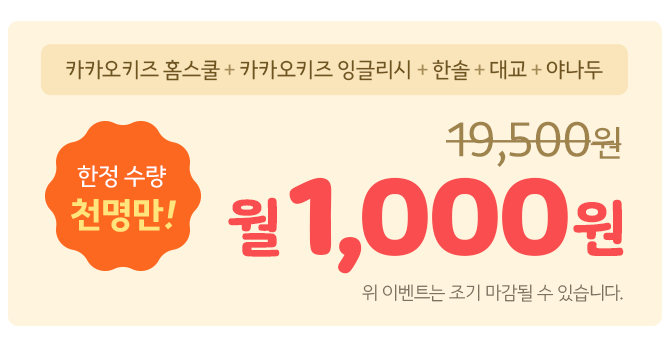 카카오키즈 홈스쿨 + 카카오키즈 잉글리시 + 한솔 + 대교 + 야나두
한정 수량
천명만!
19,500원
월 1,000원
위 이벤트는 조기 마감될 수 있습니다.